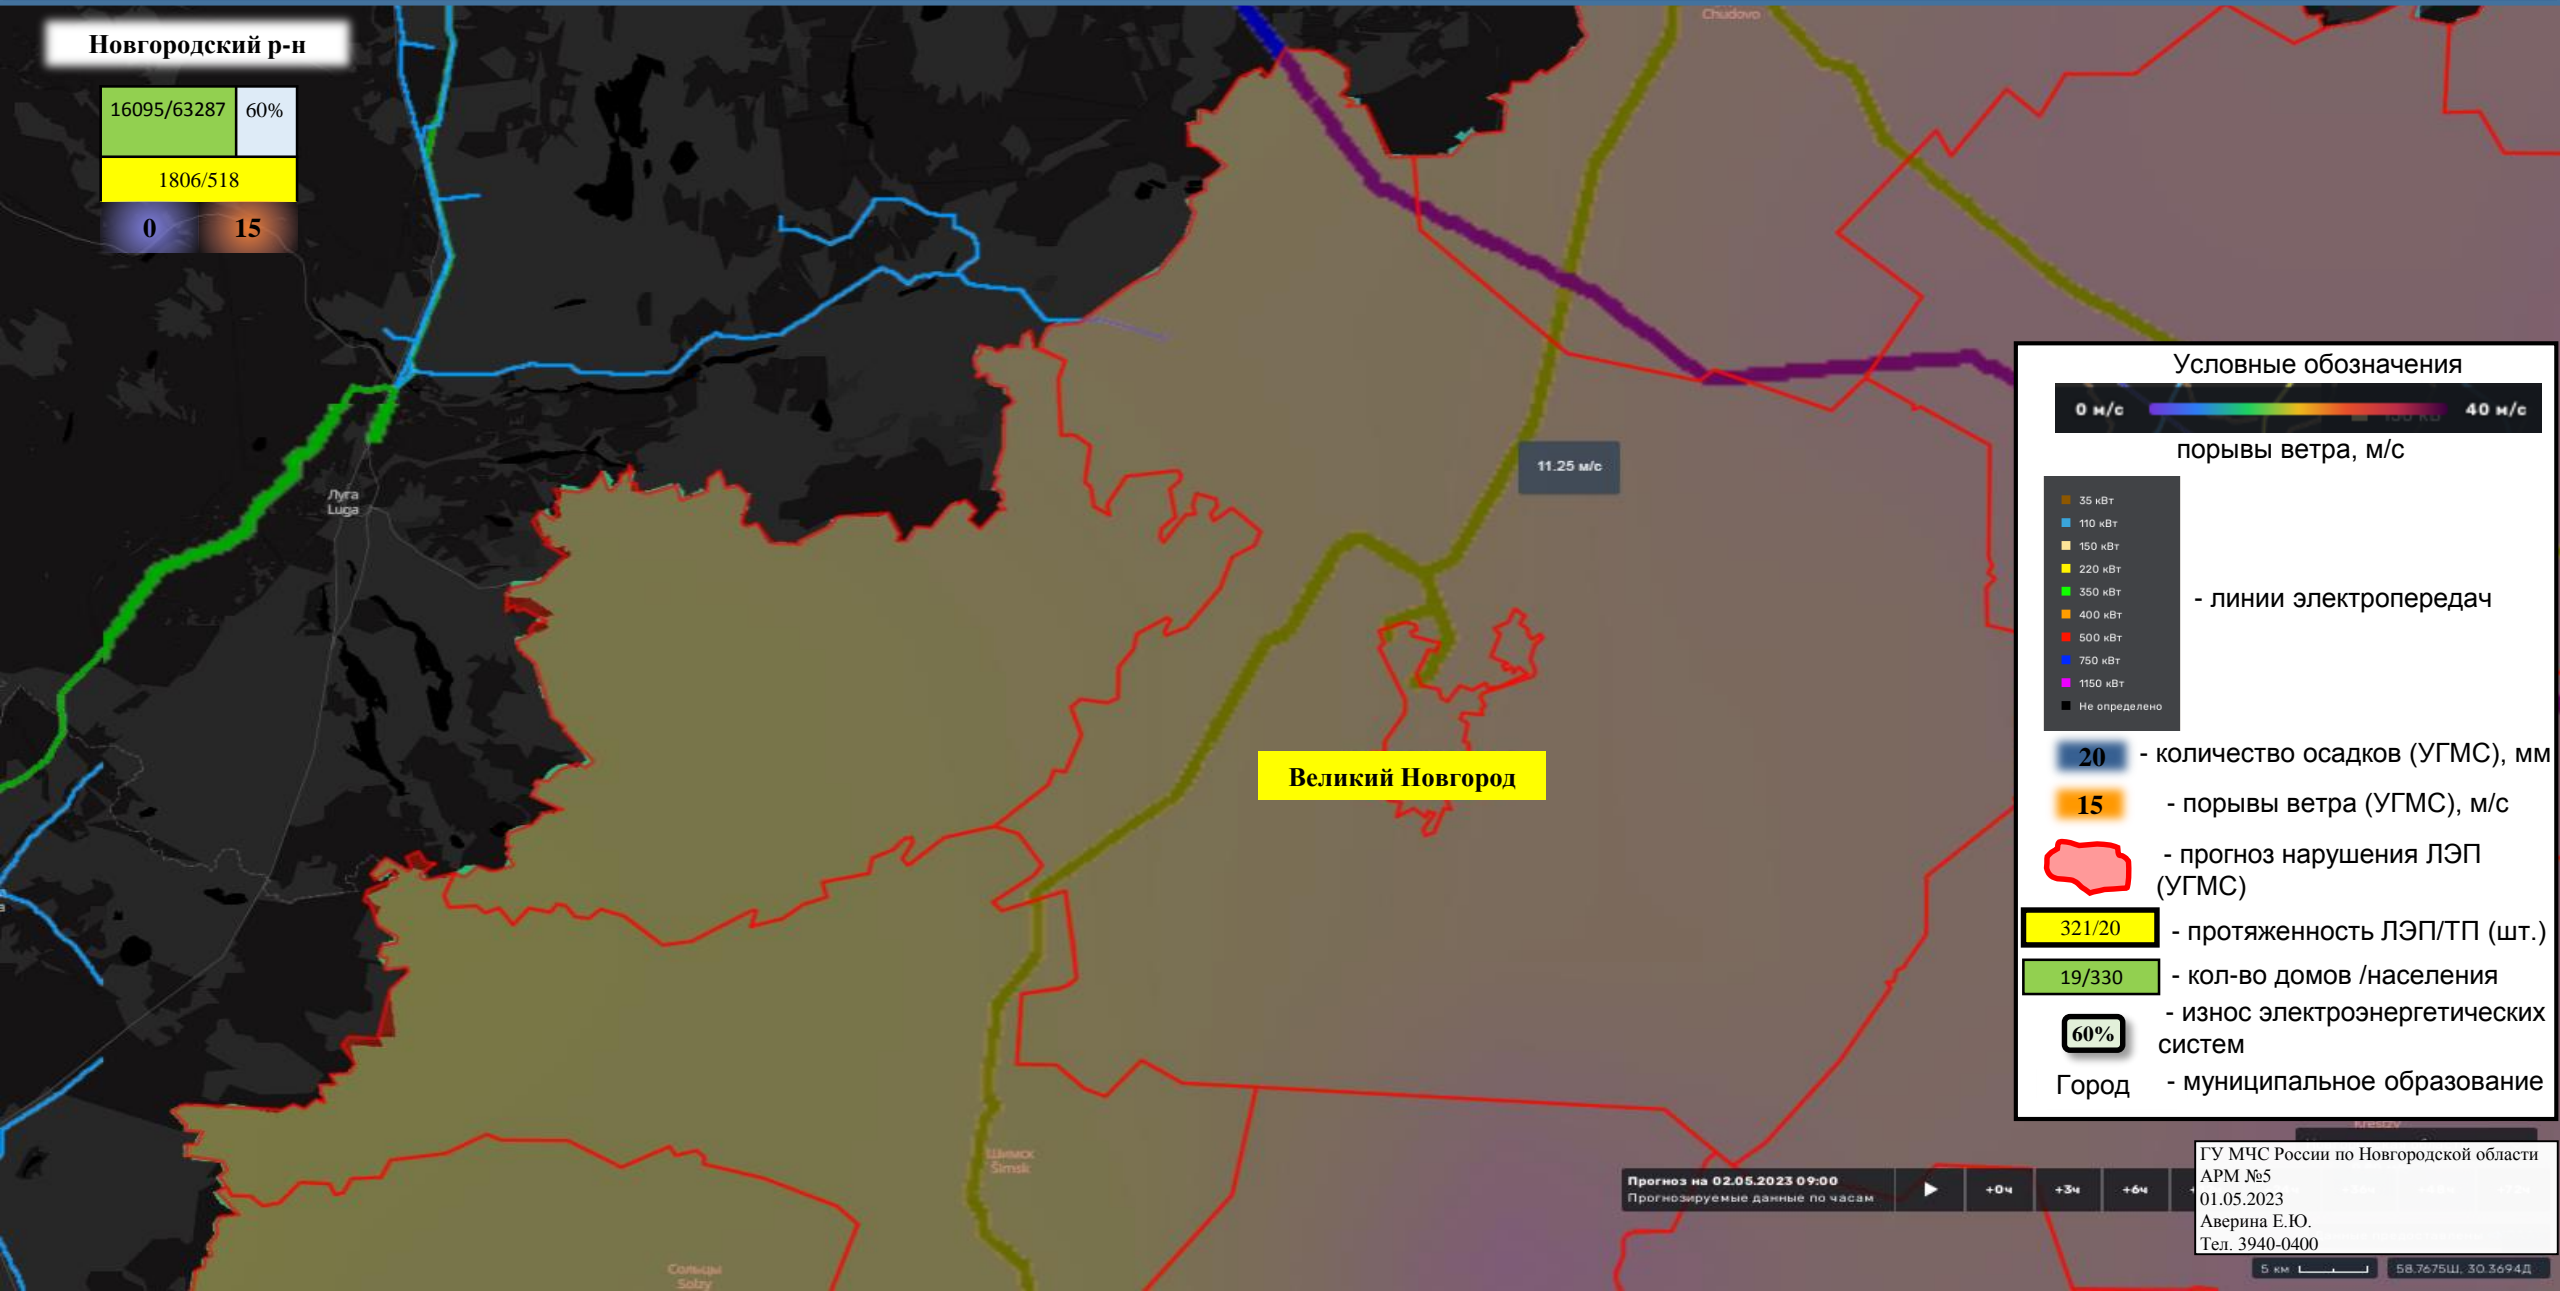 Chudovo
Новгородский р-н
16095/63287 60%
1806/518
0 15
Луга
Luga
11.25 м/с
Великий Новгород
Шимск
Šimsk
Сольцы
Solzy
Условные обозначения
0 м/с 40 м/с
порывы ветра, м/с
35 кВт
110 кВт
150 кВт
220 кВт
350 кВт
400 кВт
500 кВт
750 кВт
1150 кВт
Не определено
- линии электропередач
20 - количество осадков (УГМС), мм
15 - порывы ветра (УГМС), м/с
- прогноз нарушения ЛЭП
(УГМС)
321/20 - протяженность ЛЭП/ТП (шт.)
19/330 - кол-во домов /населения
60% - износ электроэнергетических
систем
Город - муниципальное образование
Прогноз на 02.05.2023 09:00
Прогнозируемые данные по часам
+0ч +3ч +6ч
ГУ МЧС России по Новгородской области
АРМ №5
01.05.2023
Аверина Е.Ю.
Тел. 3940-0400
5 км
58.7675Ш, 30.3694Д